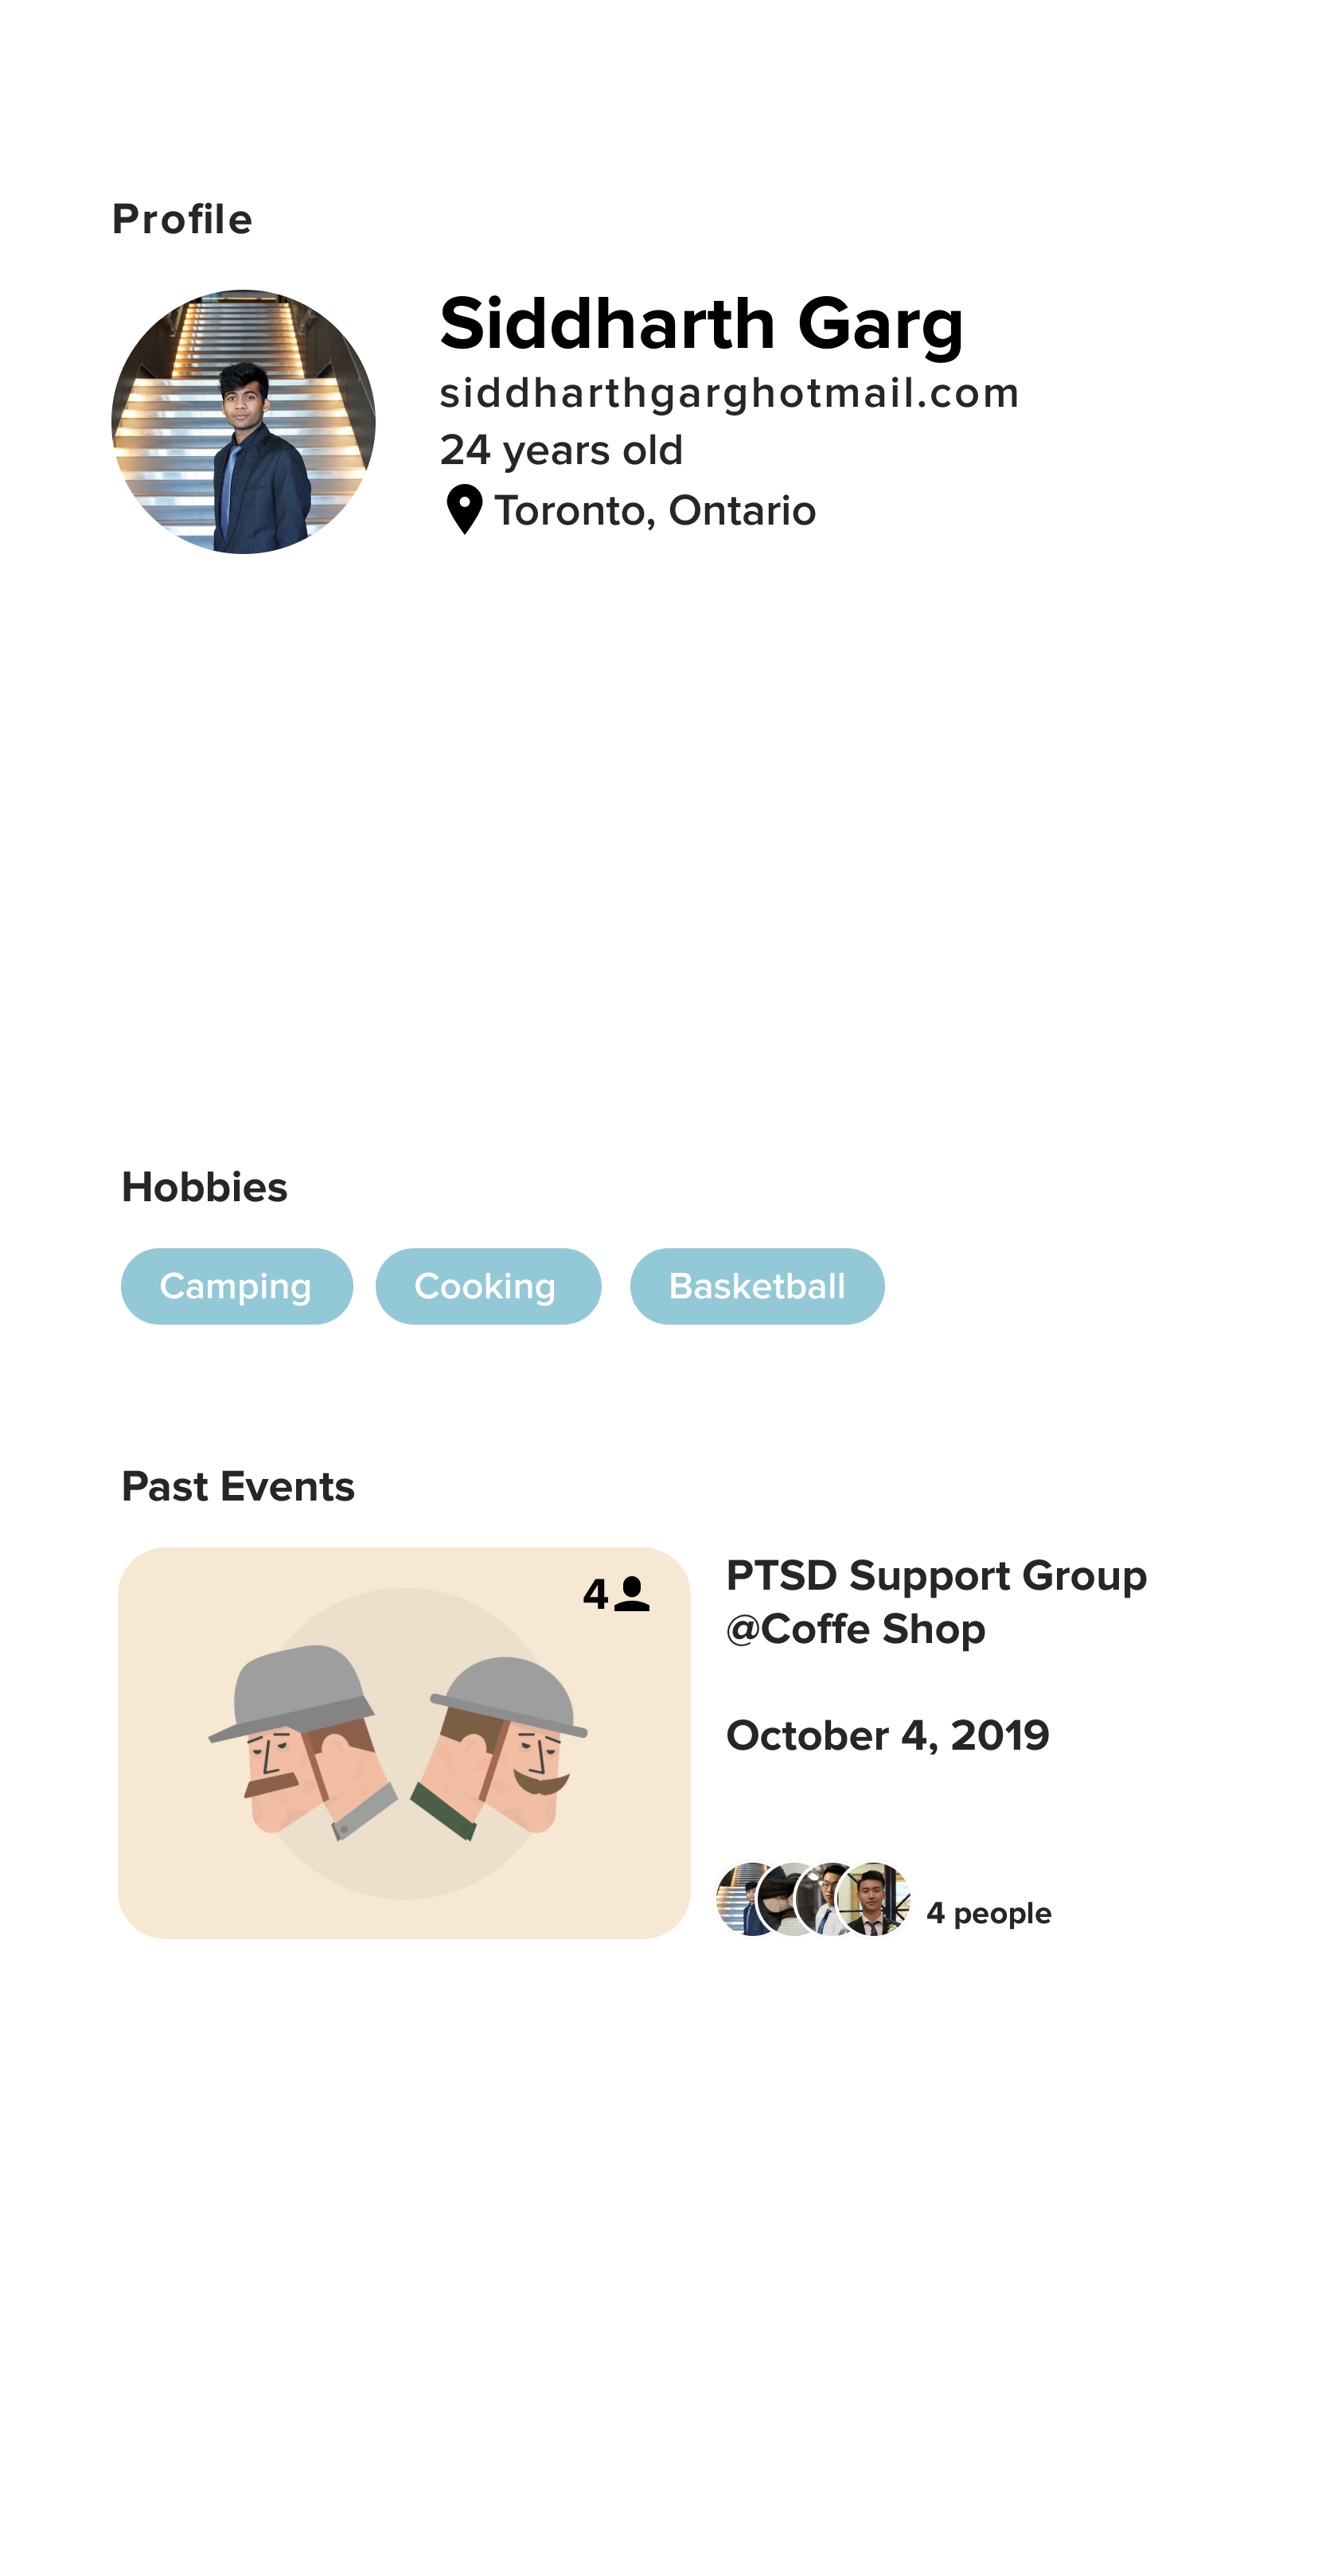 Profile
Siddharth Garg
siddharthgarghotmail.com
24 years old
Toronto, Ontario
Hobbies
Camping
Cooking
Basketball
Past Events
4
PTSD Support Group
@Coffe Shop
October 4, 2019
4 people